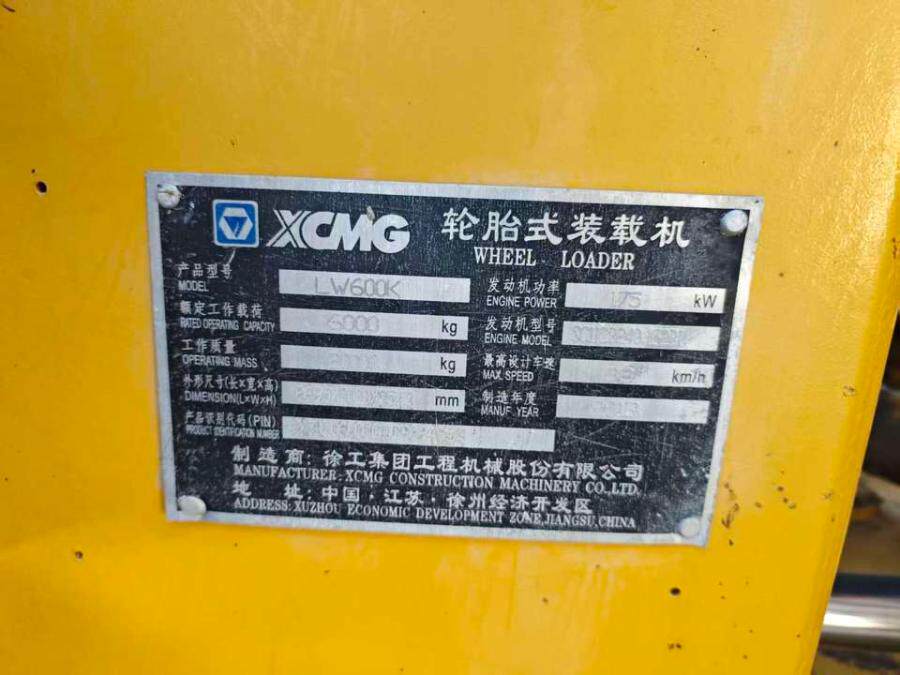 XCMG 轮胎式装载机
WHEEL LOADER
产品型号
MODEL
LW600K
额定工作载荷
RATED OPERATING CAPACITY
6000 kg
工作质量
OPERATING MASS
kg
外形尺寸(长×宽×高)
DIMENSION(L×W×H)
mm
产品识别代码(PIN)
PRODUCT IDENTIFICATION NUMBER
发动机功率
ENGINE POWER
175 kW
发动机型号
ENGINE MODEL
最高设计车速
MAX. SPEED
km/h
制造年度
MANUF YEAR
制造商:徐工集团工程机械股份有限公司
MANUFACTURER:XCMG CONSTRUCTION MACHINERY CO.,LTD.
地 址:中国·江苏·徐州经济开发区
ADDRESS:XUZHOU ECONOMIC DEVELOPMENT ZONE,JIANGSU,CHINA